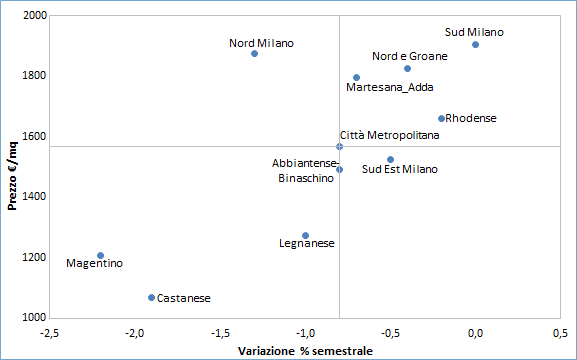 2000
1800
1600
1400
1200
1000
Prezzo €/mq
Sud Milano
Nord Milano
Nord e Groane
Martesana_Adda
Rhodense
Città Metropolitana
Abbiantense-
Binaschino
Sud Est Milano
Legnanese
Magentino
Castanese
-2,5 -2,0 -1,5 -1,0 -0,5 0,0 0,5
Variazione % semestrale